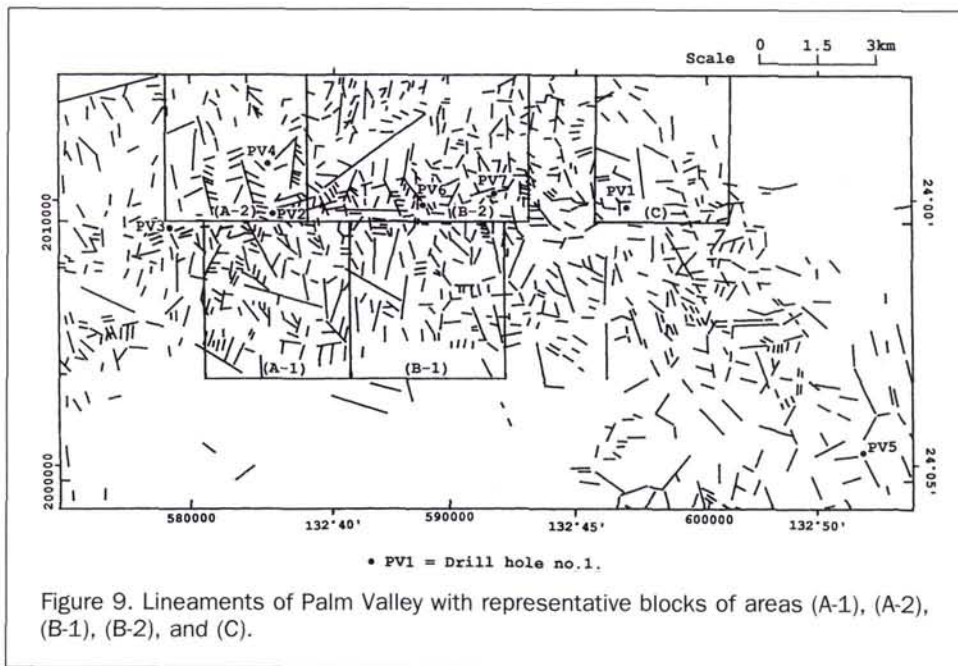 Scale 0 1.5 3km
PV4
PV7
PV6
PV1
(A-2) PV2
(B-2)
(C)
PV3
2010000
24°00'
(A-1)
(B-1)
PV5
2000000
24°05'
580000 132°40' 590000 132°45' 600000 132°50'
• PV1 = Drill hole no.1.
Figure 9. Lineaments of Palm Valley with representative blocks of areas (A-1), (A-2),
(B-1), (B-2), and (C).